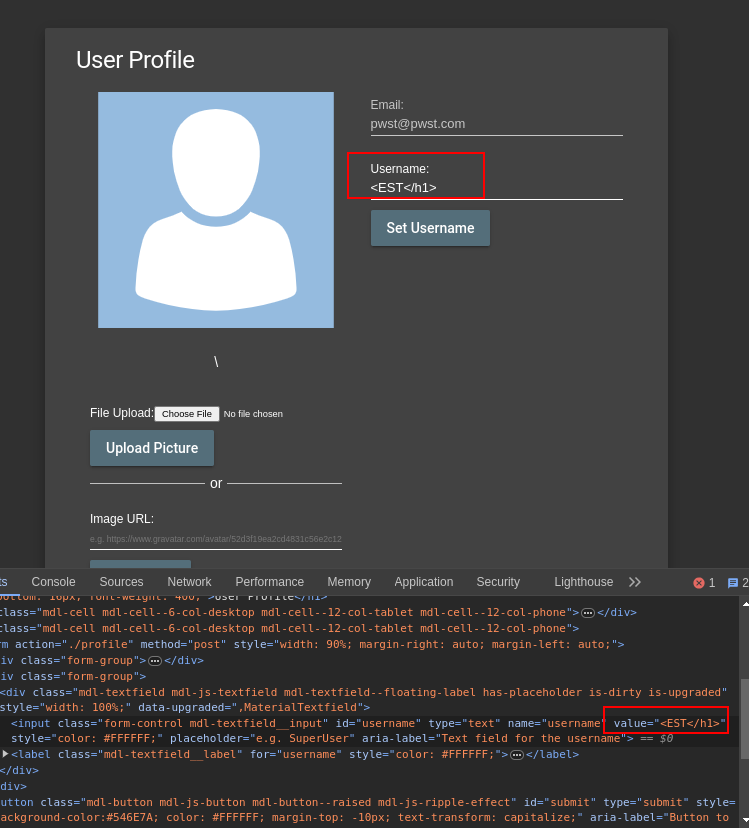 User Profile
Email:
pwst@pwst.com
Username:
<EST</h1>
Set Username
\
File Upload: Choose File No file chosen
Upload Picture
or
Image URL:
e.g. https://www.gravatar.com/avatar/52d3f19ea2cd4831c56e2c12
ts Console Sources Network Performance Memory Application Security Lighthouse 1 2
bottom: 16px; font-weight: 400;">User Profile</h1>
class="mdl-cell mdl-cell--6-col-desktop mdl-cell--12-col-tablet mdl-cell--12-col-phone"></div>
class="mdl-cell mdl-cell--6-col-desktop mdl-cell--12-col-tablet mdl-cell--12-col-phone">
rm action="./profile" method="post" style="width: 90%; margin-right: auto; margin-left: auto;">
iv class="form-group"></div>
iv class="form-group">
<div class="mdl-textfield mdl-js-textfield mdl-textfield--floating-label has-placeholder is-dirty is-upgraded"
style="width: 100%;" data-upgraded=",MaterialTextfield">
<input class="form-control mdl-textfield__input" id="username" type="text" name="username" value="<EST</h1>"
style="color: #FFFFFF;" placeholder="e.g. SuperUser" aria-label="Text field for the username"> == $0
<label class="mdl-textfield__label" for="username" style="color: #FFFFFF;"></label>
</div>
div>
utton class="mdl-button mdl-js-button mdl-button--raised mdl-js-ripple-effect" id="submit" type="submit" style=
ackground-color:#546E7A; color: #FFFFFF; margin-top: -10px; text-transform: capitalize;" aria-label="Button to